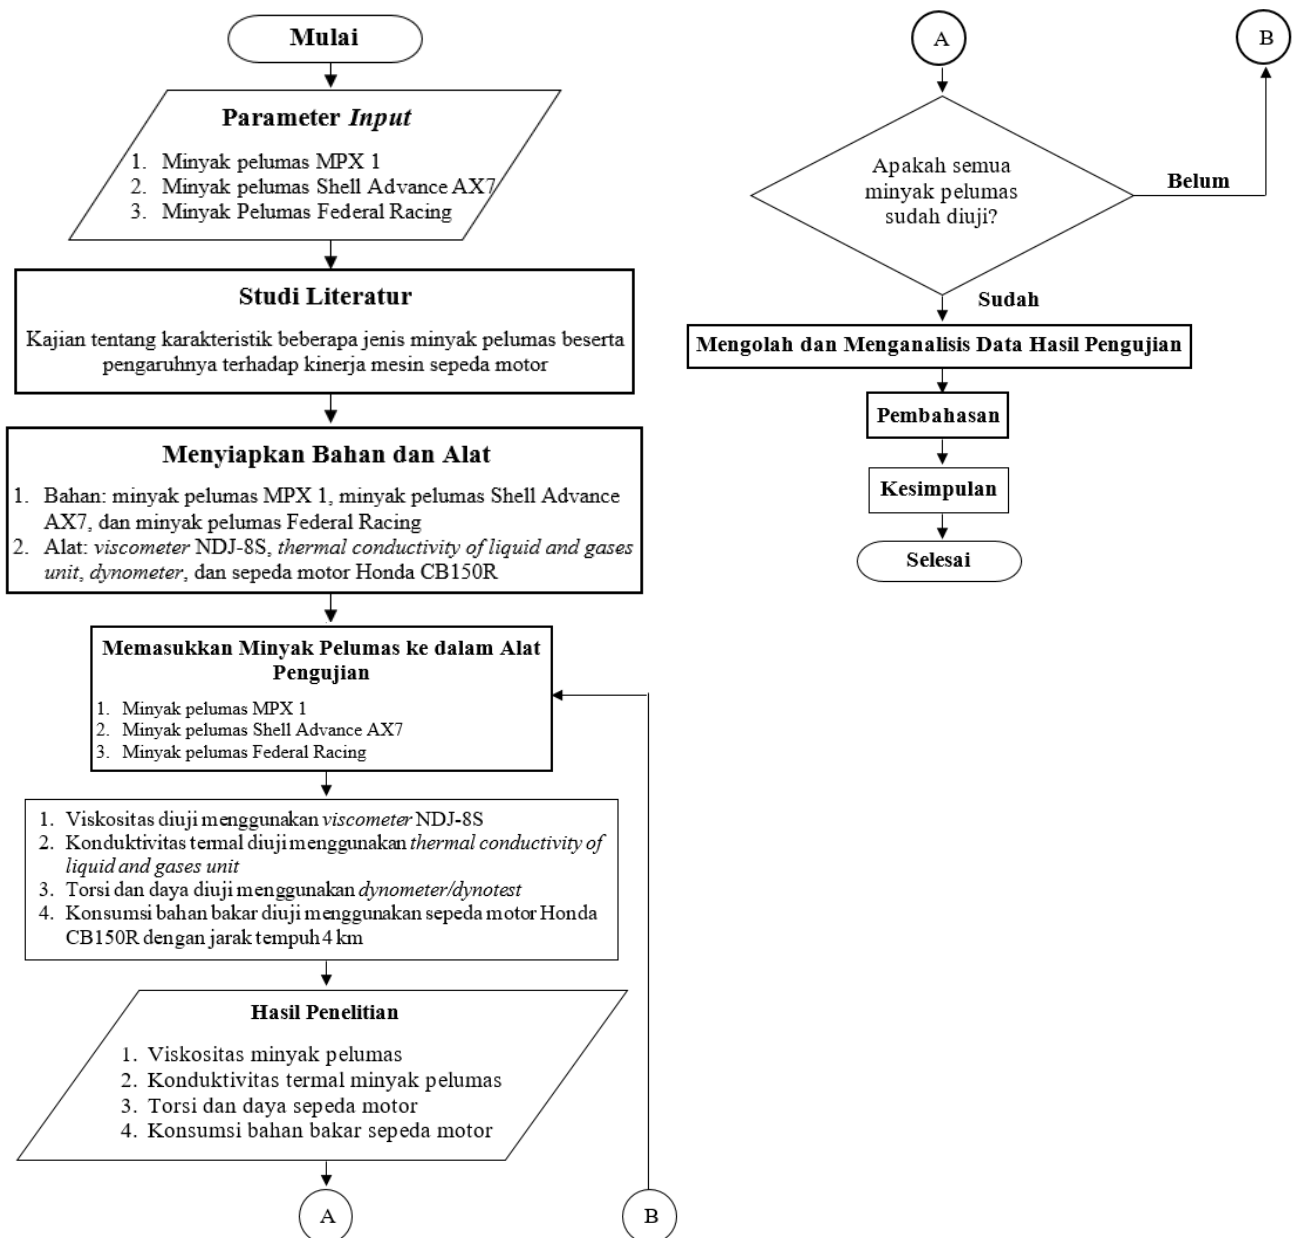 Mulai
Parameter Input
1. Minyak pelumas MPX 1
2. Minyak pelumas Shell Advance AX7
3. Minyak Pelumas Federal Racing
Studi Literatur
Kajian tentang karakteristik beberapa jenis minyak pelumas beserta
pengaruhnya terhadap kinerja mesin sepeda motor
Menyiapkan Bahan dan Alat
1. Bahan: minyak pelumas MPX 1, minyak pelumas Shell Advance
AX7, dan minyak pelumas Federal Racing
2. Alat: viscometer NDJ-8S, thermal conductivity of liquid and gases
unit, dynometer, dan sepeda motor Honda CB150R
Memasukkan Minyak Pelumas ke dalam Alat
Pengujian
1. Minyak pelumas MPX 1
2. Minyak pelumas Shell Advance AX7
3. Minyak pelumas Federal Racing
1. Viskositas diuji menggunakan viscometer NDJ-8S
2. Konduktivitas termal diuji menggunakan thermal conductivity of
liquid and gases unit
3. Torsi dan daya diuji menggunakan dynometer/dynotest
4. Konsumsi bahan bakar diuji menggunakan sepeda motor Honda
CB150R dengan jarak tempuh 4 km
Hasil Penelitian
1. Viskositas minyak pelumas
2. Konduktivitas termal minyak pelumas
3. Torsi dan daya sepeda motor
4. Konsumsi bahan bakar sepeda motor
A
B
A
B
Apakah semua
minyak pelumas
sudah diuji?
Belum
Sudah
Mengolah dan Menganalisis Data Hasil Pengujian
Pembahasan
Kesimpulan
Selesai